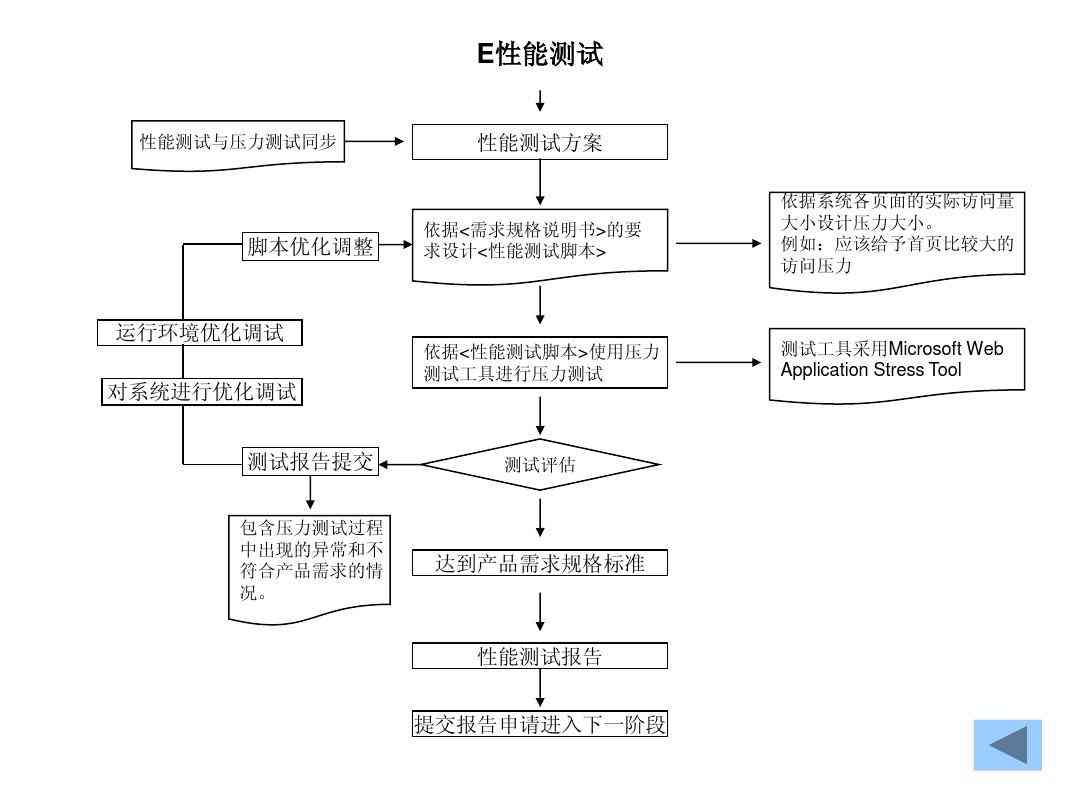 E性能测试
性能测试与压力测试同步
性能测试方案
依据<需求规格说明书>的要
求设计<性能测试脚本>
依据系统各页面的实际访问量
大小设计压力大小。
例如：应该给予首页比较大的
访问压力
脚本优化调整
运行环境优化调试
对系统进行优化调试
依据<性能测试脚本>使用压力
测试工具进行压力测试
测试工具采用Microsoft Web
Application Stress Tool
测试评估
测试报告提交
包含压力测试过程
中出现的异常和不
符合产品需求的情
况。
达到产品需求规格标准
性能测试报告
提交报告申请进入下一阶段